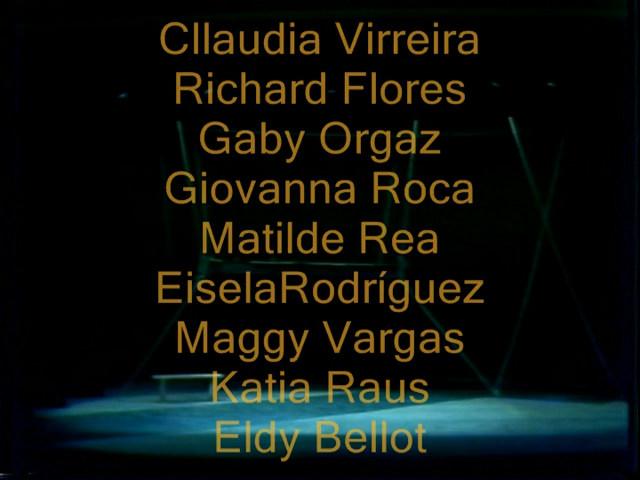 Cllaudia Virreira
Richard Flores
Gaby Orgaz
Giovanna Roca
Matilde Rea
EiselaRodríguez
Maggy Vargas
Katia Raus
Eldy Bellot